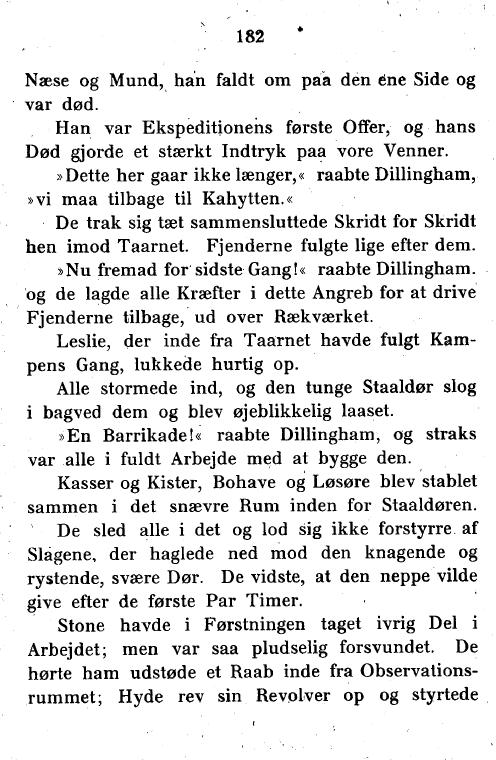 182
Næse og Mund, han faldt om paa den éne Side og
var død.
Han var Ekspeditionens første Offer, og hans
Død gjorde et stærkt Indtryk paa vore Venner.
»Dette her gaar ikke længer,« raabte Dillingham,
»vi maa tilbage til Kahytten.«
De trak sig tæt sammensluttede Skridt for Skridt
hen imod Taarnet. Fjenderne fulgte lige efter dem.
»Nu fremad for sidste Gang!« raabte Dillingham.
og de lagde alle Kræfter i dette Angreb for at drive
Fjenderne tilbage, ud over Rækværket.
Leslie, der inde fra Taarnet havde fulgt Kam-
pens Gang, lukkede hurtig op.
Alle stormede ind, og den tunge Staaldør slog
i bagved dem og blev øjeblikkelig laaset.
»En Barrikade!« raabte Dillingham, og straks
var alle i fuldt Arbejde med at bygge den.
Kasser og Kister, Bohave og Løsøre blev stablet
sammen i det snævre Rum inden for Staaldøren.
De sled alle i det og lod sig ikke forstyrre af
Slagene, der haglede ned mod den knagende og
rystende, svære Dør. De vidste, at den neppe vilde
give efter de første Par Timer.
Stone havde i Førstningen taget ivrig Del i
Arbejdet; men var saa pludselig forsvundet. De
hørte ham udstøde et Raab inde fra Observations-
rummet; Hyde rev sin Revolver op og styrtede